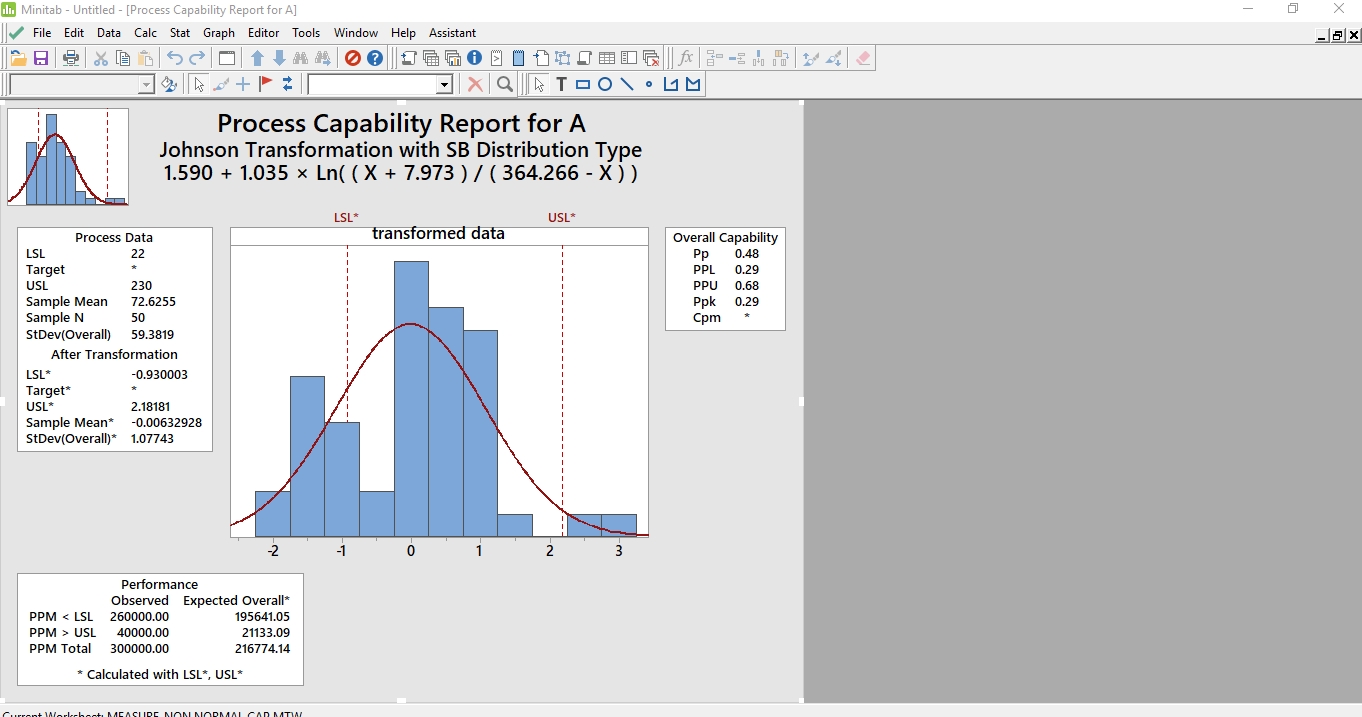 Minitab - Untitled - [Process Capability Report for A]
File Edit Data Calc Stat Graph Editor Tools Window Help Assistant
Process Capability Report for A
Johnson Transformation with SB Distribution Type
1.590 + 1.035 × Ln( ( X + 7.973 ) / ( 364.266 - X ) )
LSL* USL*
transformed data
Process Data
LSL 22
Target *
USL 230
Sample Mean 72.6255
Sample N 50
StDev(Overall) 59.3819
After Transformation
LSL* -0.930003
Target* *
USL* 2.18181
Sample Mean* -0.00632928
StDev(Overall)* 1.07743
Overall Capability
Pp 0.48
PPL 0.29
PPU 0.68
Ppk 0.29
Cpm *
-2 -1 0 1 2 3
Performance
Observed Expected Overall*
PPM < LSL 260000.00 195641.05
PPM > USL 40000.00 21133.09
PPM Total 300000.00 216774.14
* Calculated with LSL*, USL*
Current Worksheet: MEASURE_NON NORMAL CAP.MTW